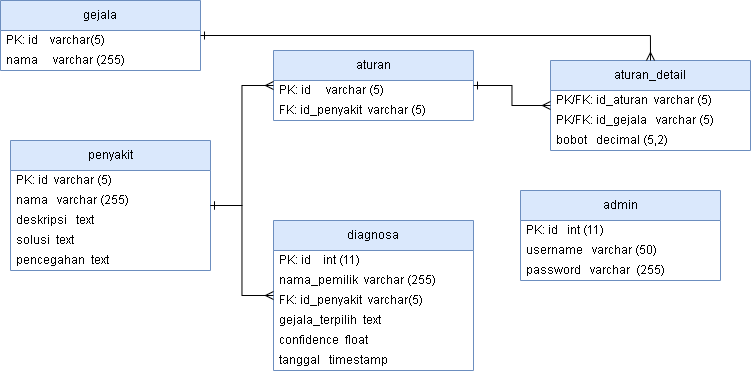 gejala
PK: id varchar(5)
nama varchar (255)
aturan
PK: id varchar (5)
FK: id_penyakit varchar (5)
aturan_detail
PK/FK: id_aturan varchar (5)
PK/FK: id_gejala varchar (5)
bobot decimal (5,2)
penyakit
PK: id varchar (5)
nama varchar (255)
deskripsi text
solusi text
pencegahan text
diagnosa
PK: id int (11)
nama_pemilik varchar (255)
FK: id_penyakit varchar(5)
gejala_terpilih text
confidence float
tanggal timestamp
admin
PK: id int (11)
username varchar (50)
password varchar (255)